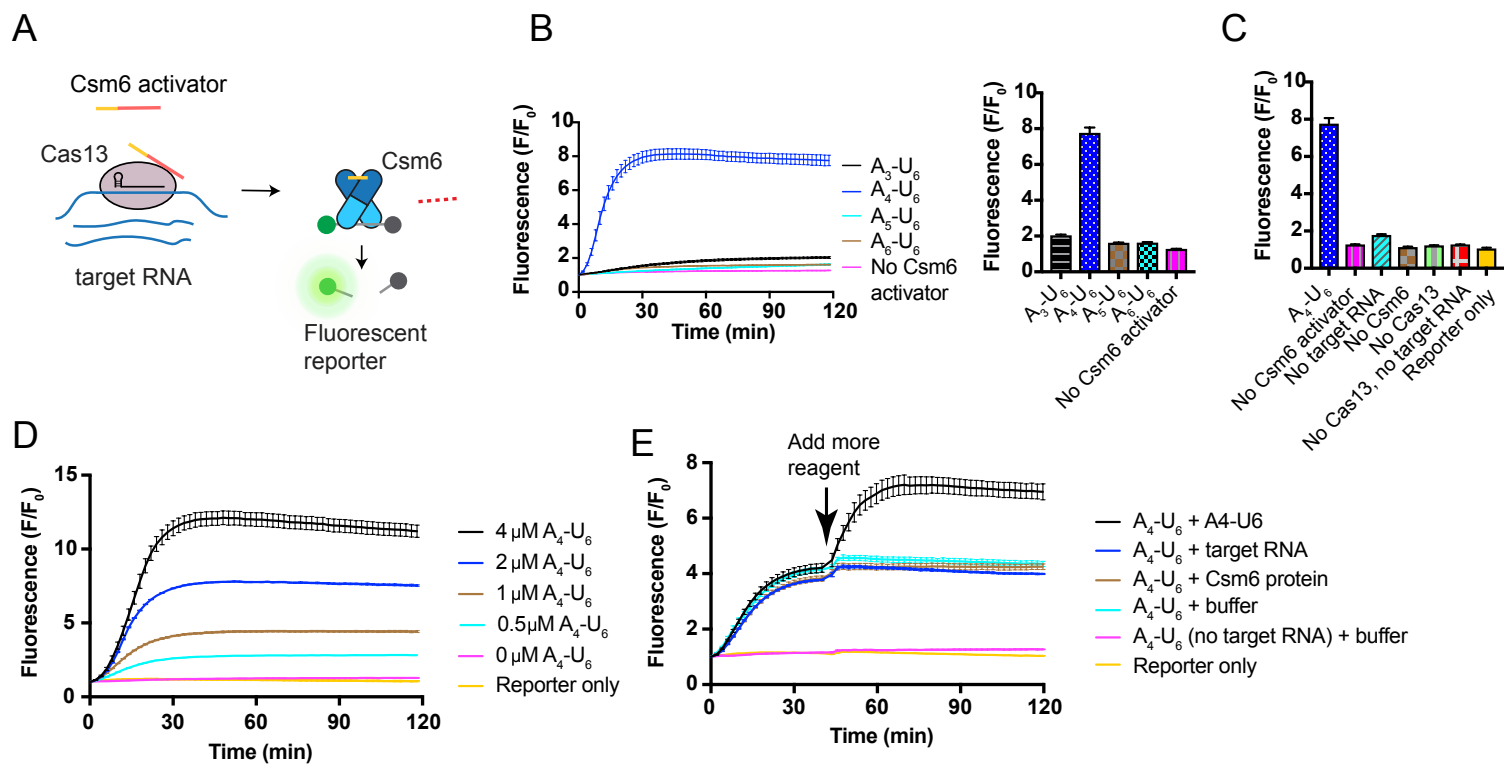 A
Csm6 activator
Cas13
Csm6
target RNA
Fluorescent
reporter
B
Fluorescence (F/F₀)
10
8
6
4
2
0
0 30 60 90 120
Time (min)
A₃-U₆
A₄-U₆
A₅-U₆
A₆-U₆
No Csm6
activator
Fluorescence (F/F₀)
10
8
6
4
2
0
A₃-U₆
A₄-U₆
A₅-U₆
A₆-U₆
No Csm6 activator
C
Fluorescence (F/F₀)
10
8
6
4
2
0
A₄-U₆
No Csm6 activator
No target RNA
No Csm6
No Cas13
No Cas13, no target RNA
Reporter only
D
Fluorescence (F/F₀)
15
10
5
0
0 30 60 90 120
Time (min)
4 µM A₄-U₆
2 µM A₄-U₆
1 µM A₄-U₆
0.5µM A₄-U₆
0 µM A₄-U₆
Reporter only
E
Add more
reagent
Fluorescence (F/F₀)
8
6
4
2
0
0 30 60 90 120
Time (min)
A₄-U₆ + A4-U6
A₄-U₆ + target RNA
A₄-U₆ + Csm6 protein
A₄-U₆ + buffer
A₄-U₆ (no target RNA) + buffer
Reporter only